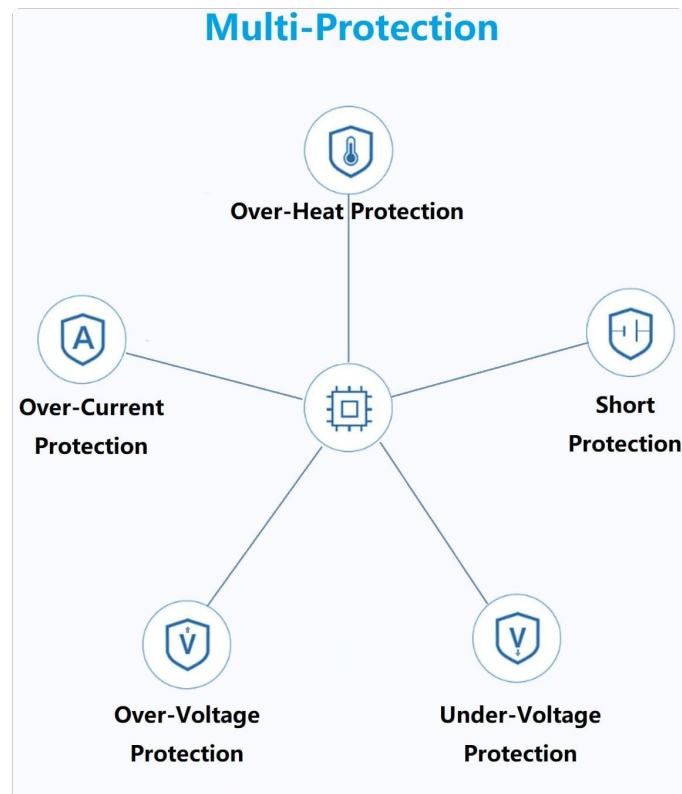 Multi-Protection
Over-Heat Protection
A
Over-Current
Protection
Short
Protection
V
Over-Voltage
Protection
V
Under-Voltage
Protection